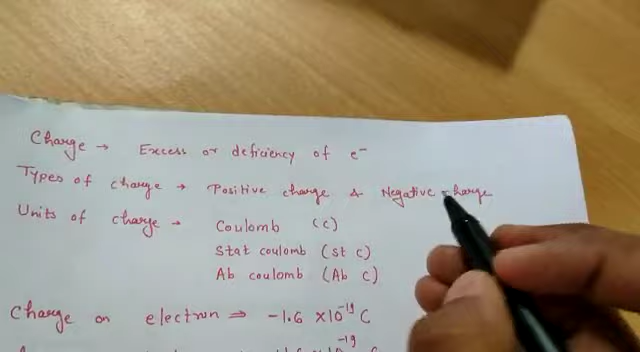 Charge → Excess or deficiency of e⁻
Types of charge → Positive charge & Negative charge
Units of charge → Coulomb (C)
Stat coulomb (st C)
Ab coulomb (Ab C)
Charge on electron ⇒ -1.6 ×10⁻¹⁹ C